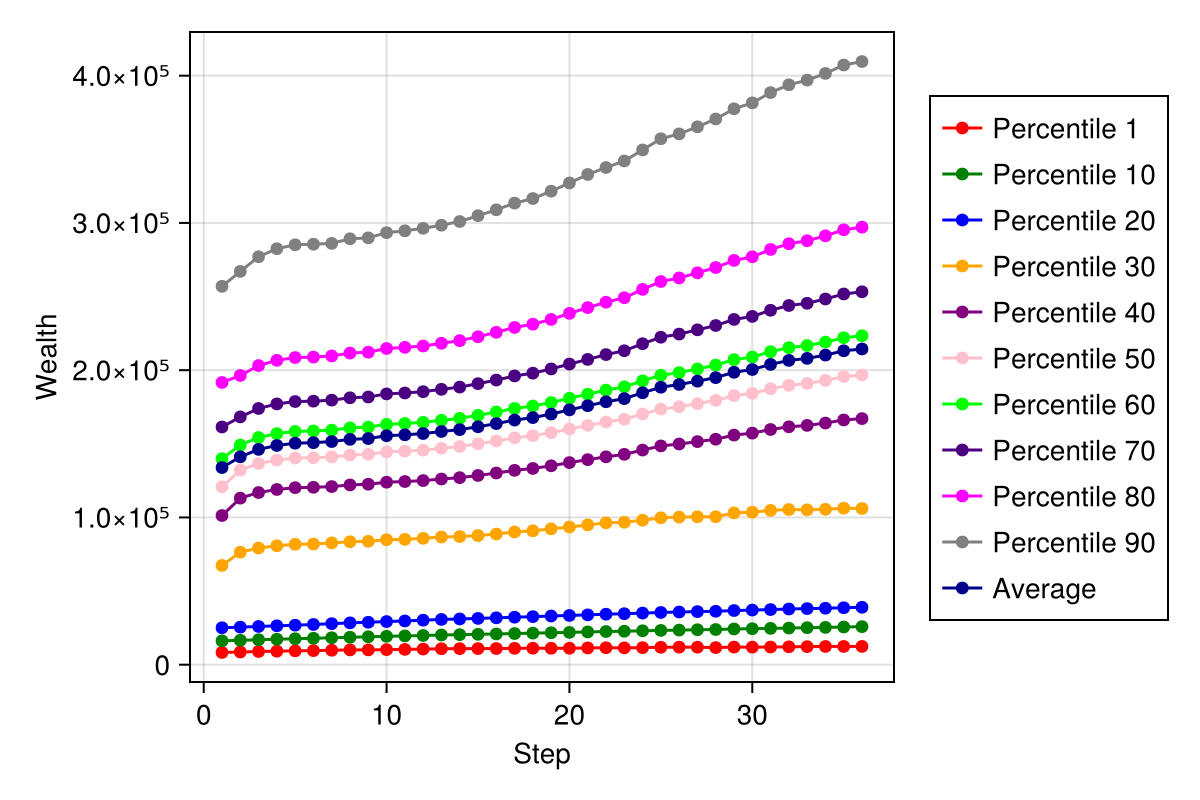 4.0×10⁵
3.0×10⁵
2.0×10⁵
1.0×10⁵
0
Wealth
0 10 20 30
Step
Percentile 1
Percentile 10
Percentile 20
Percentile 30
Percentile 40
Percentile 50
Percentile 60
Percentile 70
Percentile 80
Percentile 90
Average